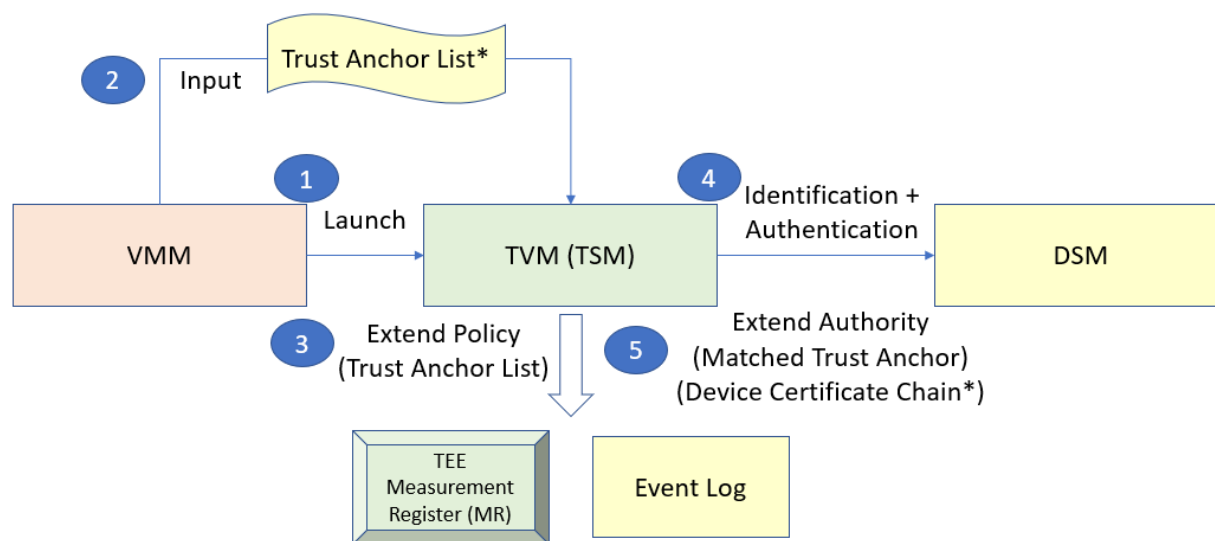 2
Input
Trust Anchor List*
1
Launch
4
Identification +
Authentication
VMM
TVM (TSM)
DSM
3
Extend Policy
(Trust Anchor List)
5
Extend Authority
(Matched Trust Anchor)
(Device Certificate Chain*)
TEE
Measurement
Register (MR)
Event Log